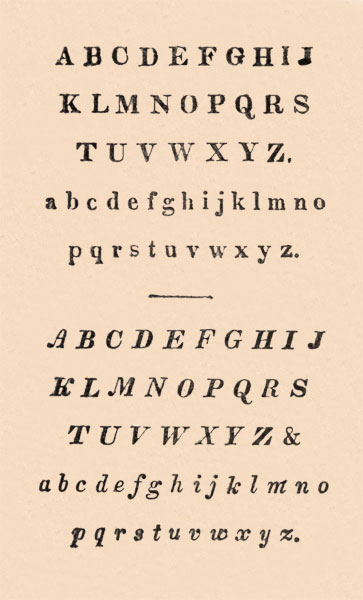 A B C D E F G H I J
K L M N O P Q R S
T U V W X Y Z.
a b c d e f g h i j k l m n o
p q r s t u v w x y z.
A B C D E F G H I J
K L M N O P Q R S
T U V W X Y Z &
a b c d e f g h i j k l m n o
p q r s t u v w x y z.